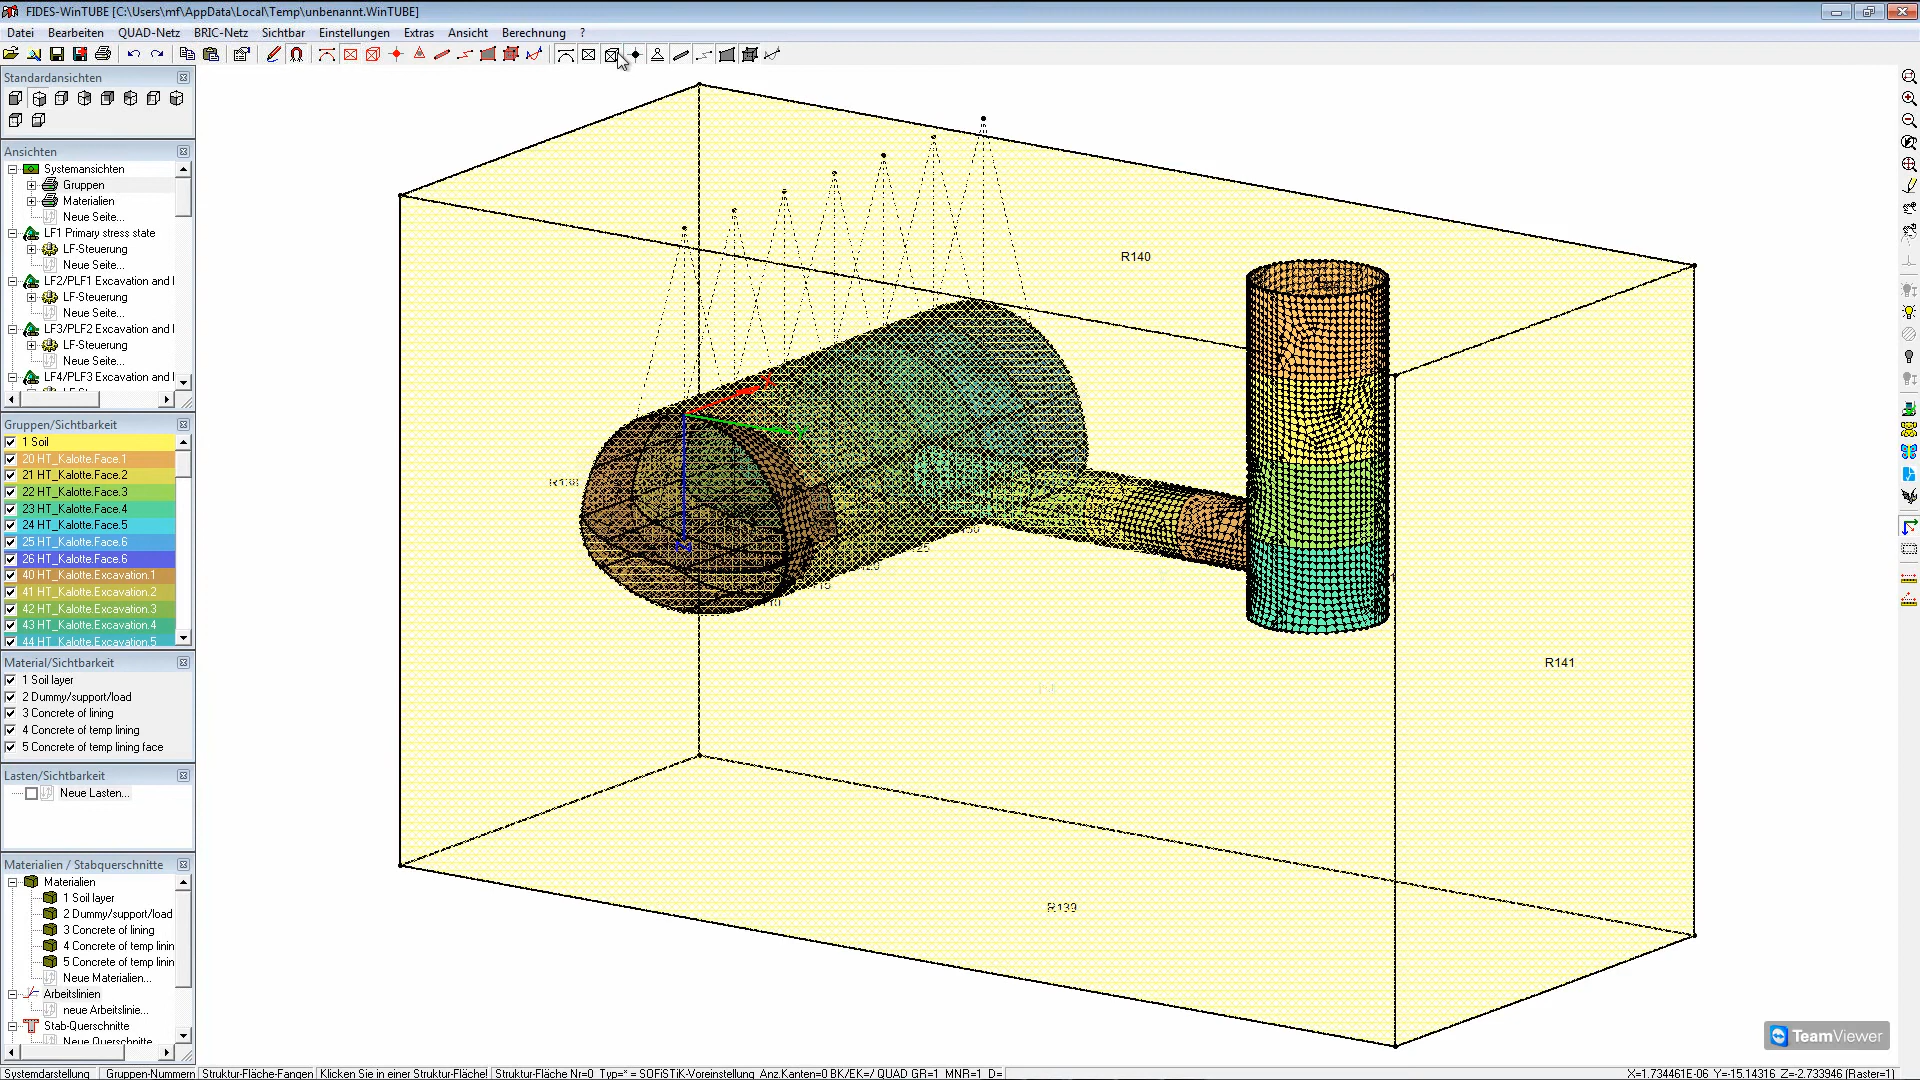 FIDES-WinTUBE [C:\Users\mf\AppData\Local\Temp\unbenannt.WinTUBE]
Datei Bearbeiten QUAD-Netz BRIC-Netz Sichtbar Einstellungen Extras Ansicht Berechnung ?
Standardansichten
Ansichten
Systemansichten
Gruppen
Materialien
Neue Seite...
LF1 Primary stress state
LF-Steuerung
Neue Seite...
LF2/PLF1 Excavation and I
LF-Steuerung
Neue Seite...
LF3/PLF2 Excavation and I
LF-Steuerung
Neue Seite...
LF4/PLF3 Excavation and I
Gruppen/Sichtbarkeit
1 Soil
20 HT_Kalotte.Face.1
21 HT_Kalotte.Face.2
22 HT_Kalotte.Face.3
23 HT_Kalotte.Face.4
24 HT_Kalotte.Face.5
25 HT_Kalotte.Face.6
26 HT_Kalotte.Face.6
40 HT_Kalotte.Excavation.1
41 HT_Kalotte.Excavation.2
42 HT_Kalotte.Excavation.3
43 HT_Kalotte.Excavation.4
44 HT_Kalotte.Excavation.5
Material/Sichtbarkeit
1 Soil layer
2 Dummy/support/load
3 Concrete of lining
4 Concrete of temp lining
5 Concrete of temp lining face
Lasten/Sichtbarkeit
Neue Lasten...
Materialien / Stabquerschnitte
Materialien
1 Soil layer
2 Dummy/support/load
3 Concrete of lining
4 Concrete of temp linin
5 Concrete of temp linin
Neue Materialien...
Arbeitslinien
neue Arbeitslinie...
Stab-Querschnitte
Neue Querschnitte
R140
X
Y
Z
R141
R139
TeamViewer
Systemdarstellung Gruppen-Nummern Struktur-Fläche-Fangen Klicken Sie in einer Struktur-Fläche! Struktur-Fläche Nr=0 Typ=* = SOFiSTiK-Voreinstellung Anz.Kanten=0 BK/EK=/ QUAD GR=1 MNR=1 D= X=1.734461E-06 Y=-15.14316 Z=-2.733946 (Raster=1)